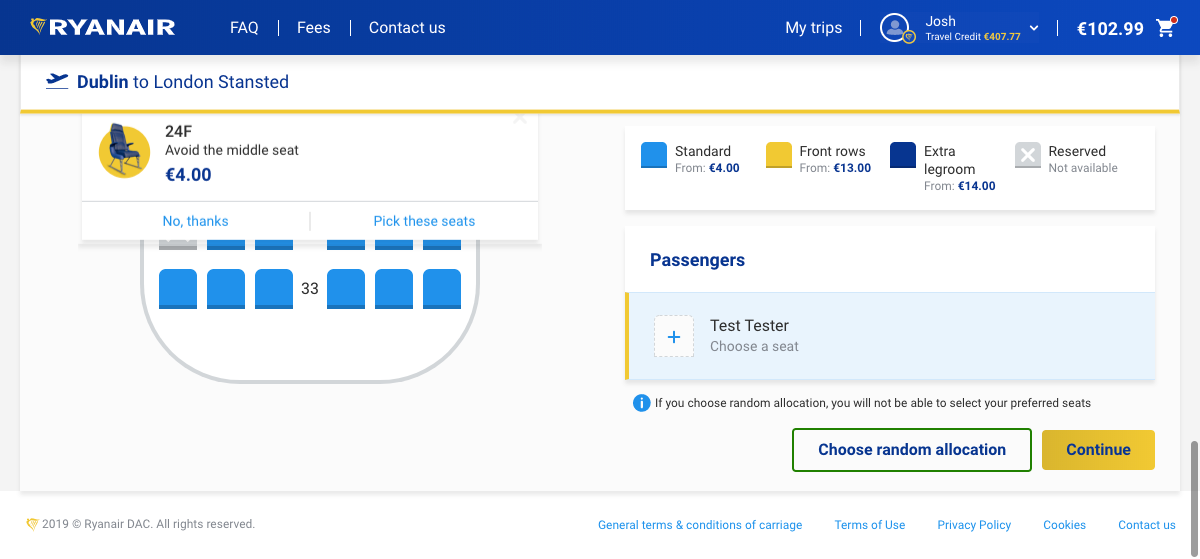 RYANAIR
FAQ
Fees
Contact us
My trips
Josh
Travel Credit €407.77
€102.99
Dublin to London Stansted
24F
Avoid the middle seat
€4.00
No, thanks
Pick these seats
33
Standard
From: €4.00
Front rows
From: €13.00
Extra
legroom
From: €14.00
Reserved
Not available
Passengers
Test Tester
Choose a seat
If you choose random allocation, you will not be able to select your preferred seats
Choose random allocation
Continue
2019 © Ryanair DAC. All rights reserved.
General terms & conditions of carriage
Terms of Use
Privacy Policy
Cookies
Contact us